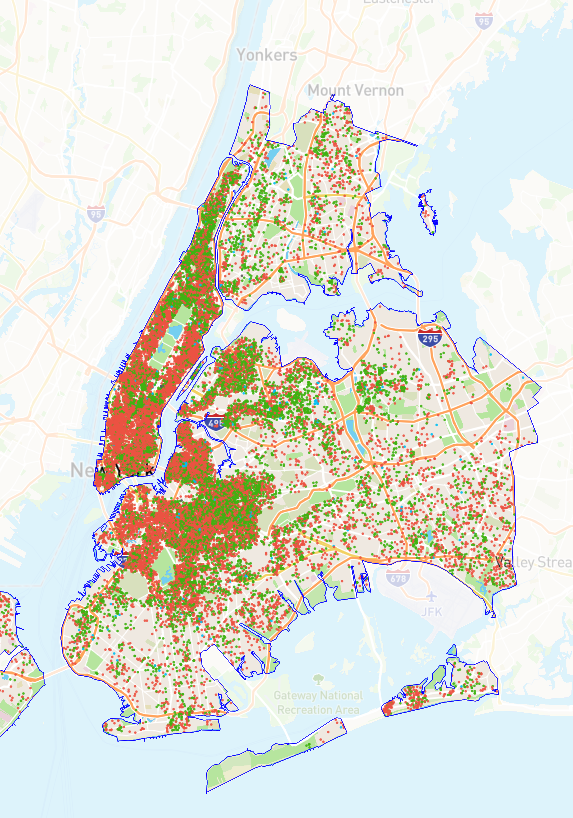 Eastchester
95
Yonkers
Mount Vernon
95
295
495
New York
Valley Strea
678
JFK
Gateway National
Recreation Area